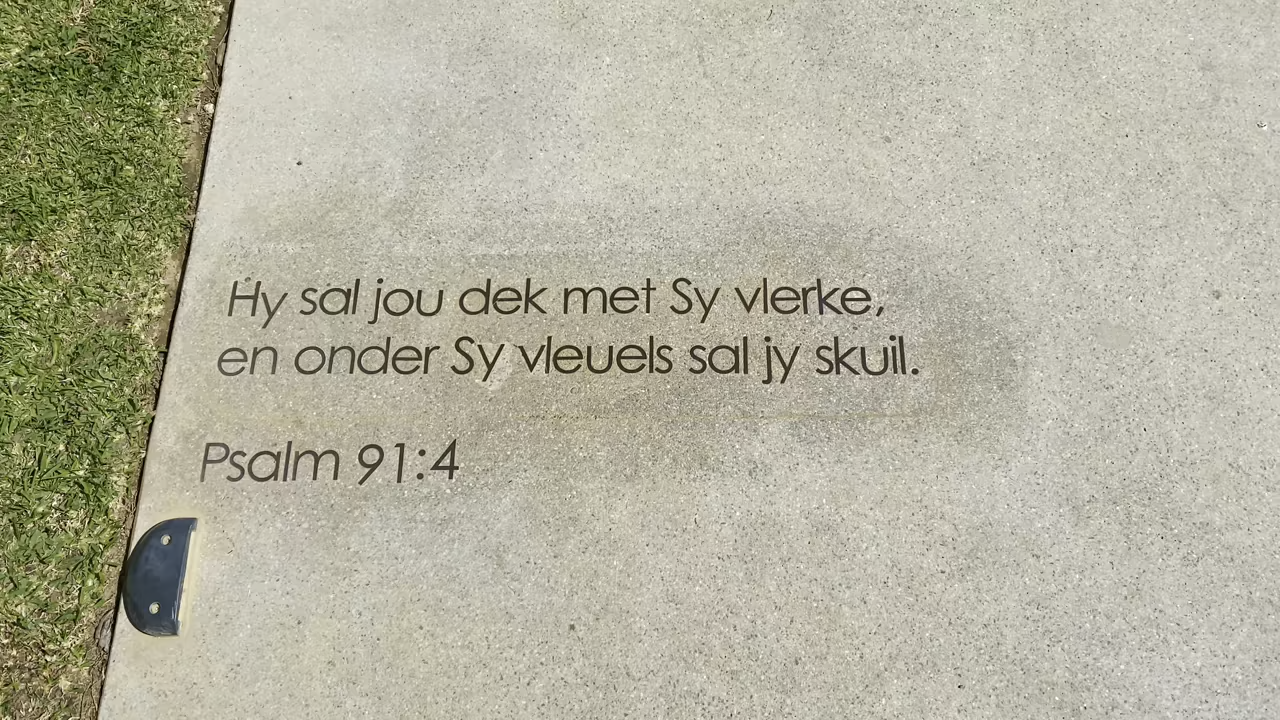 Hy sal jou dek met Sy vlerke,
en onder Sy vleuels sal jy skuil.
Psalm 91:4